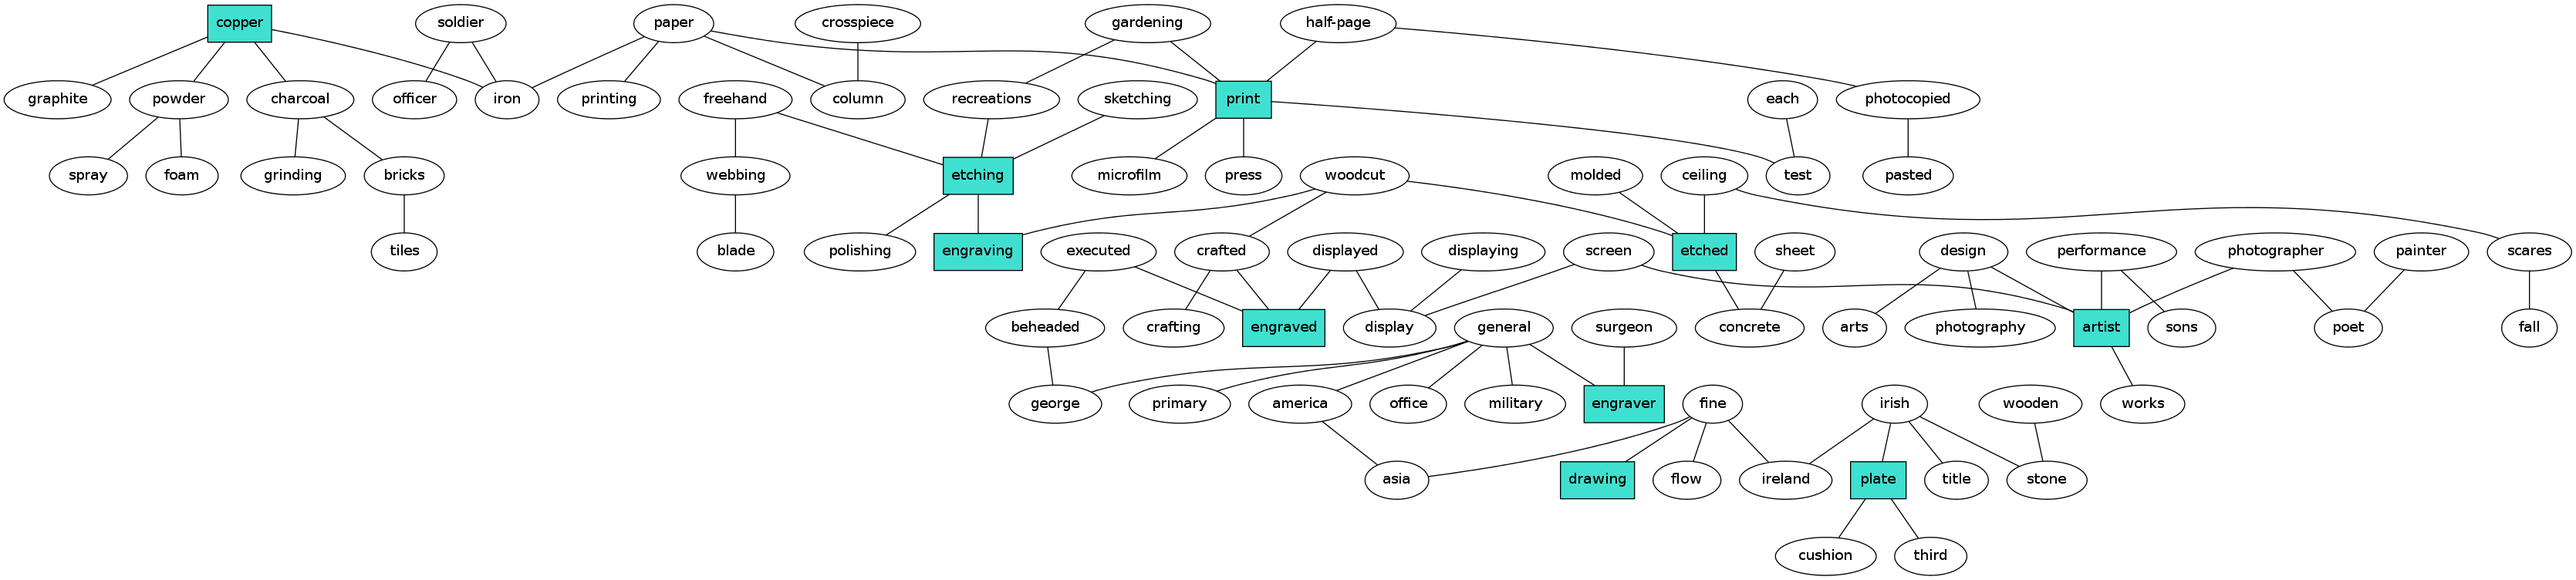 copper soldier paper crosspiece gardening half-page
graphite powder charcoal officer iron printing freehand column recreations sketching print each photocopied
spray foam grinding bricks webbing etching microfilm press woodcut molded ceiling test pasted
tiles blade polishing engraving executed crafted displayed displaying screen etched sheet design performance photographer painter scares
beheaded crafting engraved display general surgeon concrete arts photography artist sons poet fall
george primary america office military engraver fine irish wooden works
asia drawing flow ireland plate title stone
cushion third